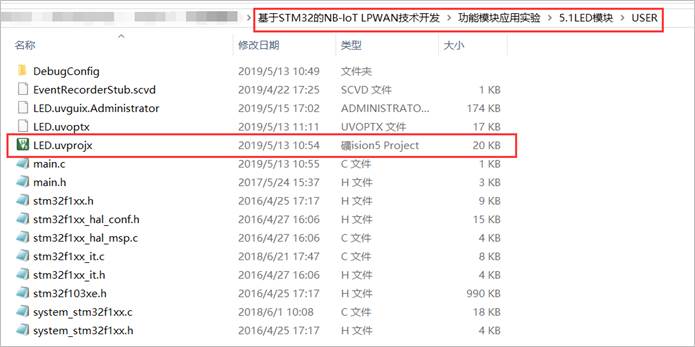 基于STM32的NB-IoT LPWAN技术开发 > 功能模块应用实验 > 5.1LED模块 > USER
名称 修改日期 类型 大小
DebugConfig 2019/5/13 10:49 文件夹
EventRecorderStub.scvd 2019/4/22 17:25 SCVD 文件 1 KB
LED.uvguix.Administrator 2019/5/15 17:02 ADMINISTRATO... 174 KB
LED.uvoptx 2019/5/13 11:11 UVOPTX 文件 17 KB
LED.uvprojx 2019/5/13 10:54 礦ision5 Project 20 KB
main.c 2019/5/13 10:55 C 文件 1 KB
main.h 2017/5/24 15:37 H 文件 3 KB
stm32f1xx.h 2016/4/25 17:17 H 文件 9 KB
stm32f1xx_hal_conf.h 2016/4/27 16:06 H 文件 15 KB
stm32f1xx_hal_msp.c 2016/4/27 16:06 C 文件 4 KB
stm32f1xx_it.c 2018/6/21 17:47 C 文件 8 KB
stm32f1xx_it.h 2016/4/27 16:06 H 文件 4 KB
stm32f103xe.h 2016/4/25 17:17 H 文件 990 KB
system_stm32f1xx.c 2018/6/1 10:08 C 文件 18 KB
system_stm32f1xx.h 2016/4/25 17:17 H 文件 4 KB